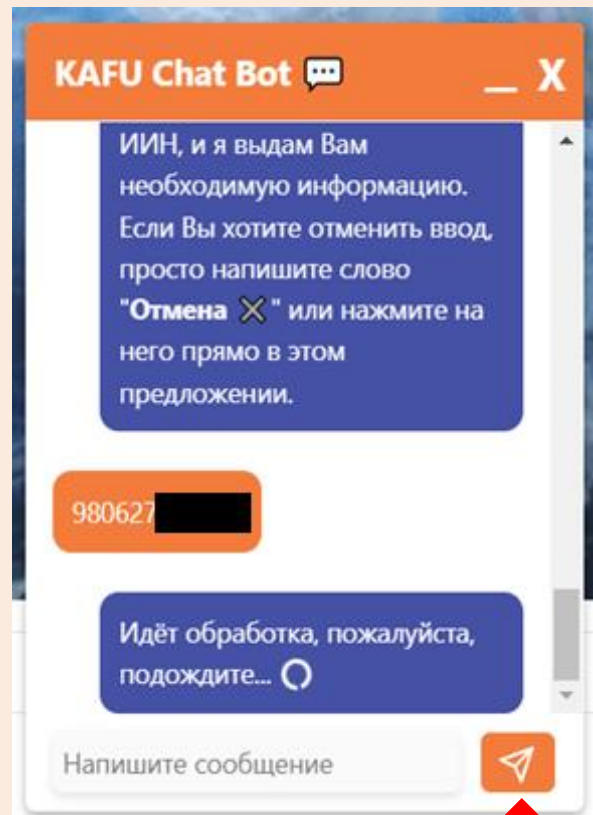 KAFU Chat Bot 💬 _ X
ИИН, и я выдам Вам
необходимую информацию.
Если Вы хотите отменить ввод,
просто напишите слово
"Отмена ❌" или нажмите на
него прямо в этом
предложении.
980627
Идёт обработка, пожалуйста,
подождите...
Напишите сообщение